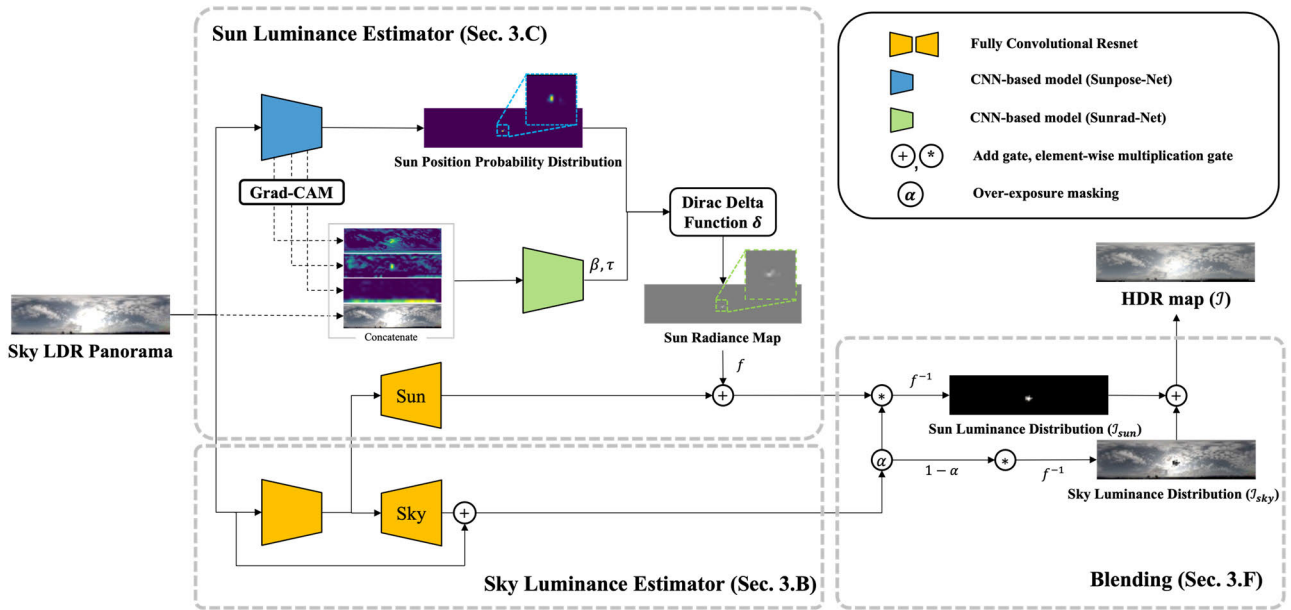 Sun Luminance Estimator (Sec. 3.C)
Sun Position Probability Distribution
Grad-CAM
Dirac Delta
Function δ
β, τ
Concatenate
Sun Radiance Map
f
Sky LDR Panorama
Sun
Sky
+
+
Sky Luminance Estimator (Sec. 3.B)
Fully Convolutional Resnet
CNN-based model (Sunpose-Net)
CNN-based model (Sunrad-Net)
+ , *
Add gate, element-wise multiplication gate
α
Over-exposure masking
HDR map (ℐ)
*
f⁻¹
+
Sun Luminance Distribution (ℐsun)
α
1 − α
*
f⁻¹
Sky Luminance Distribution (ℐsky)
Blending (Sec. 3.F)